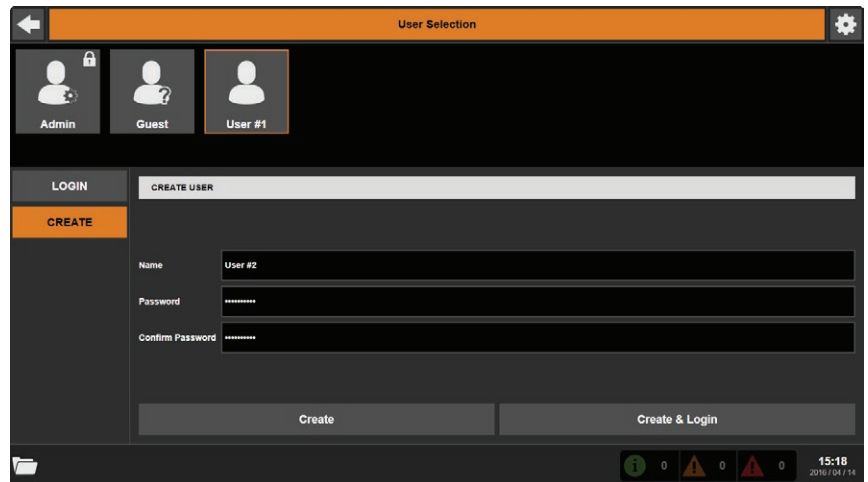 User Selection
Admin
Guest
User #1
LOGIN
CREATE
CREATE USER
Name
User #2
Password
••••••••••
Confirm Password
••••••••••
Create
Create & Login
0
0
0
15:18
2016 / 04 / 14